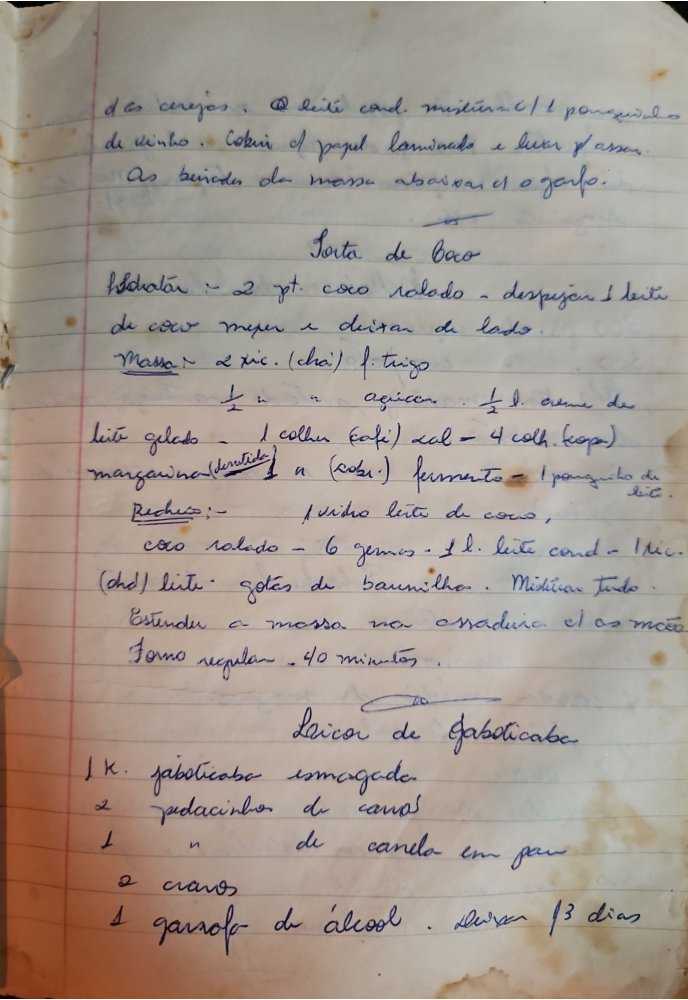 das cerejas. O leite cond. mistura c/ 1 pouquinho
de vinho. Cobrir c/ papel laminado e levar p/ assar.
As beiradas da massa abaixar c/ o garfo.
Torta de Coco
Hidratar :- 2 pt. coco ralado - despejar 1 leite
de coco mexer e deixar de lado.
Massa :- 2 xic. (chá) f. trigo
1/2 " " açúcar . 1/2 l. creme de
leite gelado - 1 colher (café) sal - 4 colh. (sopa)
margarina (derretida) 1 " (sobr.) fermento - 1 pouquinho de
leite.
Recheio :- 1 vidro leite de coco,
coco ralado - 6 gemas - 1 l. leite cond - 1 xic.
(chá) leite - gotas de baunilha. Misturar tudo.
Estender a massa na assadeira c/ as mãos
Forno regular - 40 minutos.
Licor de Jaboticaba
1 K. jaboticaba esmagada
2 pedacinhos de
1 " de canela em pau
2 cravos
1 garrafa de álcool . Deixar 13 dias